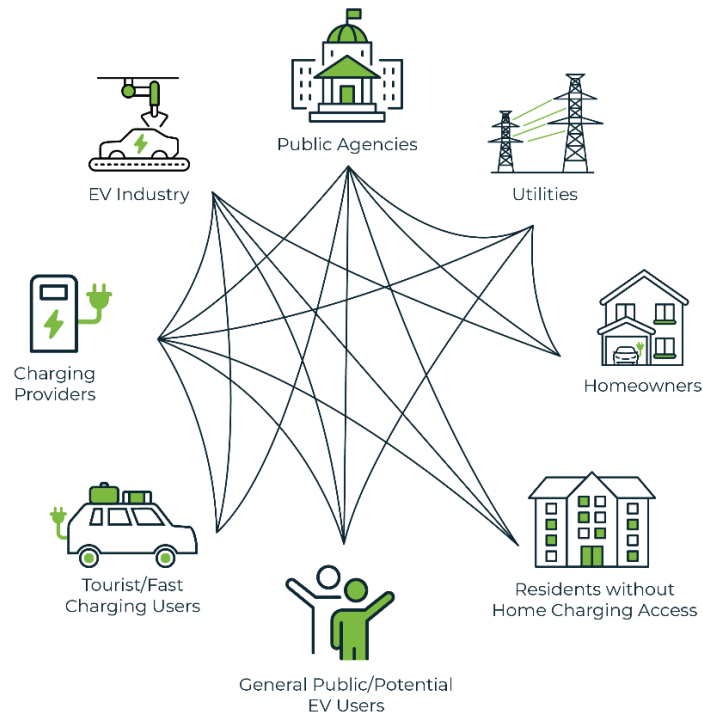 Public Agencies
EV Industry
Utilities
Charging
Providers
Homeowners
Tourist/Fast
Charging Users
Residents without
Home Charging Access
General Public/Potential
EV Users